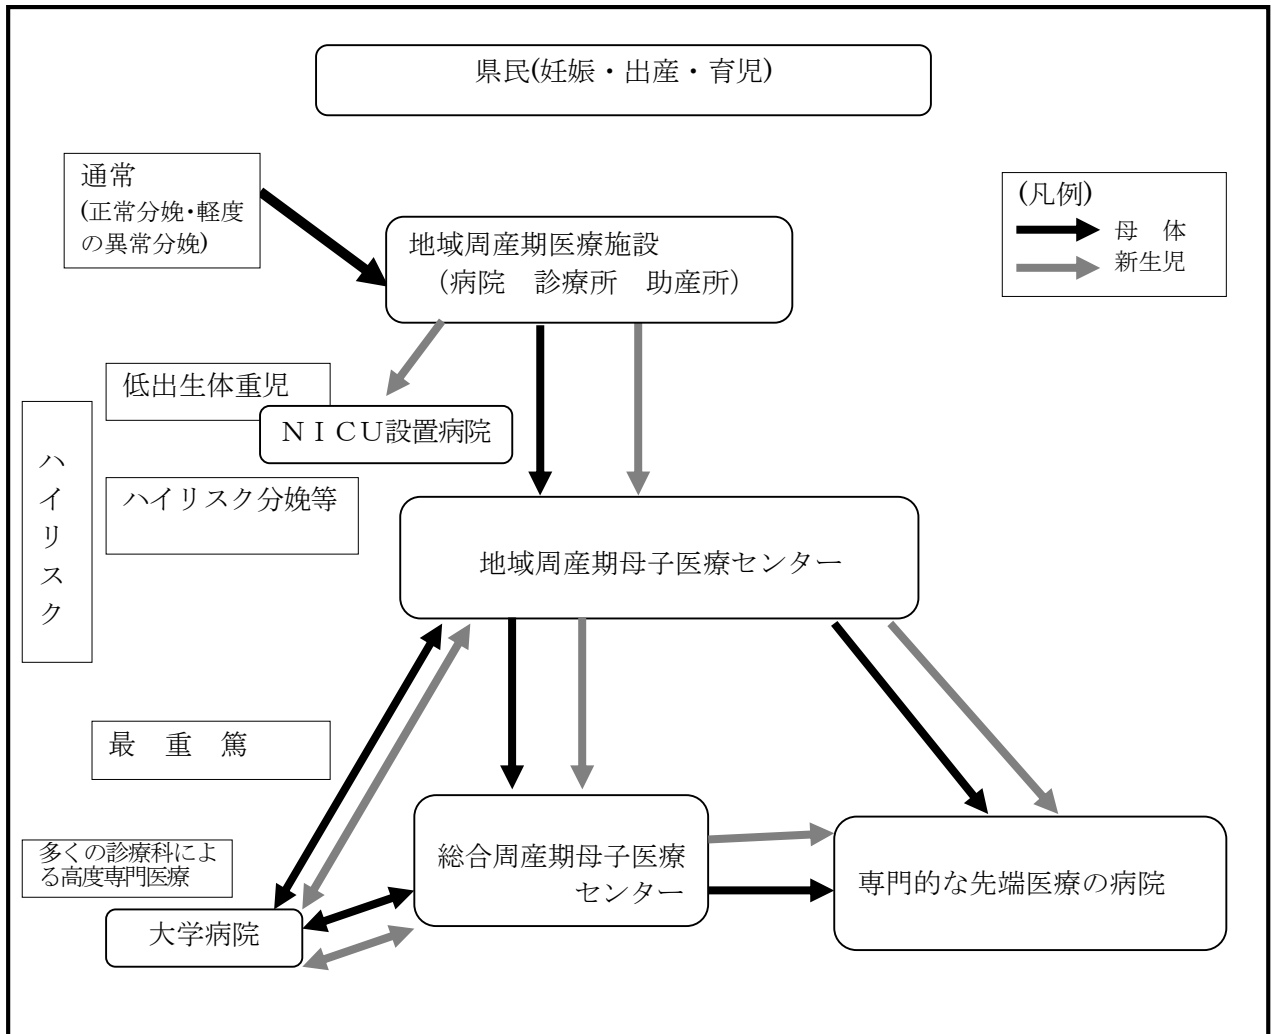 県民(妊娠・出産・育児)
通常
(正常分娩・軽度
の異常分娩)
(凡例)
母　体
新生児
地域周産期医療施設
（病院　診療所　助産所）
低出生体重児
ＮＩＣＵ設置病院
ハイリスク
ハイリスク分娩等
地域周産期母子医療センター
最　重　篤
多くの診療科によ
る高度専門医療
総合周産期母子医療
センター
専門的な先端医療の病院
大学病院